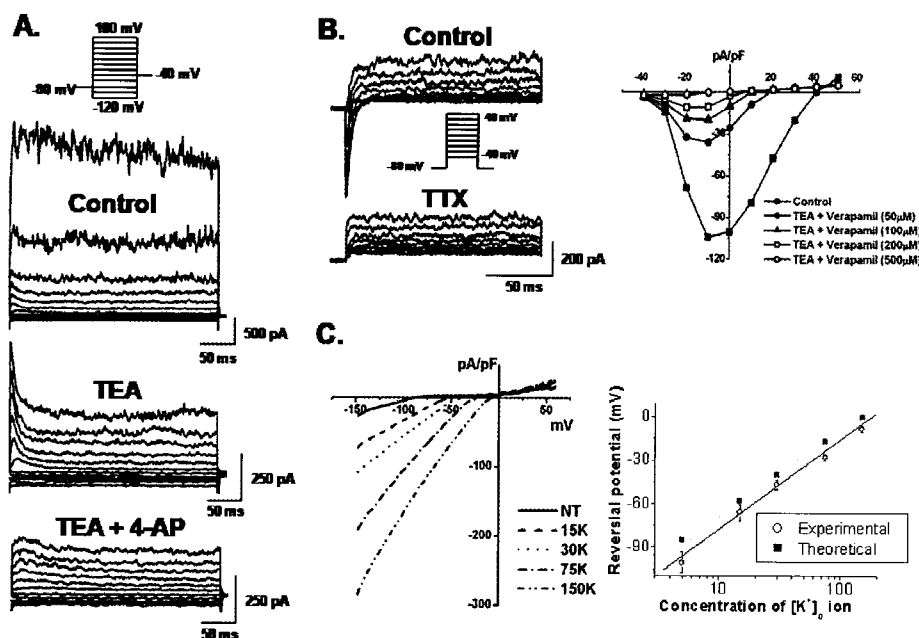 A.
100 mV
-80 mV
-40 mV
-120 mV
Control
500 pA
50 ms
TEA
250 pA
50 ms
TEA + 4-AP
250 pA
50 ms
B.
Control
40 mV
-40 mV
-80 mV
TTX
200 pA
50 ms
pA/pF
-40 -20 0 20 40 60
-30
-60
-90
-120
Control
TEA + Verapamil (50μM)
TEA + Verapamil (100μM)
TEA + Verapamil (200μM)
TEA + Verapamil (500μM)
C.
pA/pF
-150 -100 -50 0 50
mV
-100
-200
-300
NT
15K
30K
75K
150K
Reversial potential (mV)
0
-30
-60
-90
Experimental
Theoretical
10 100
Concentration of [K⁺]ₒ ion